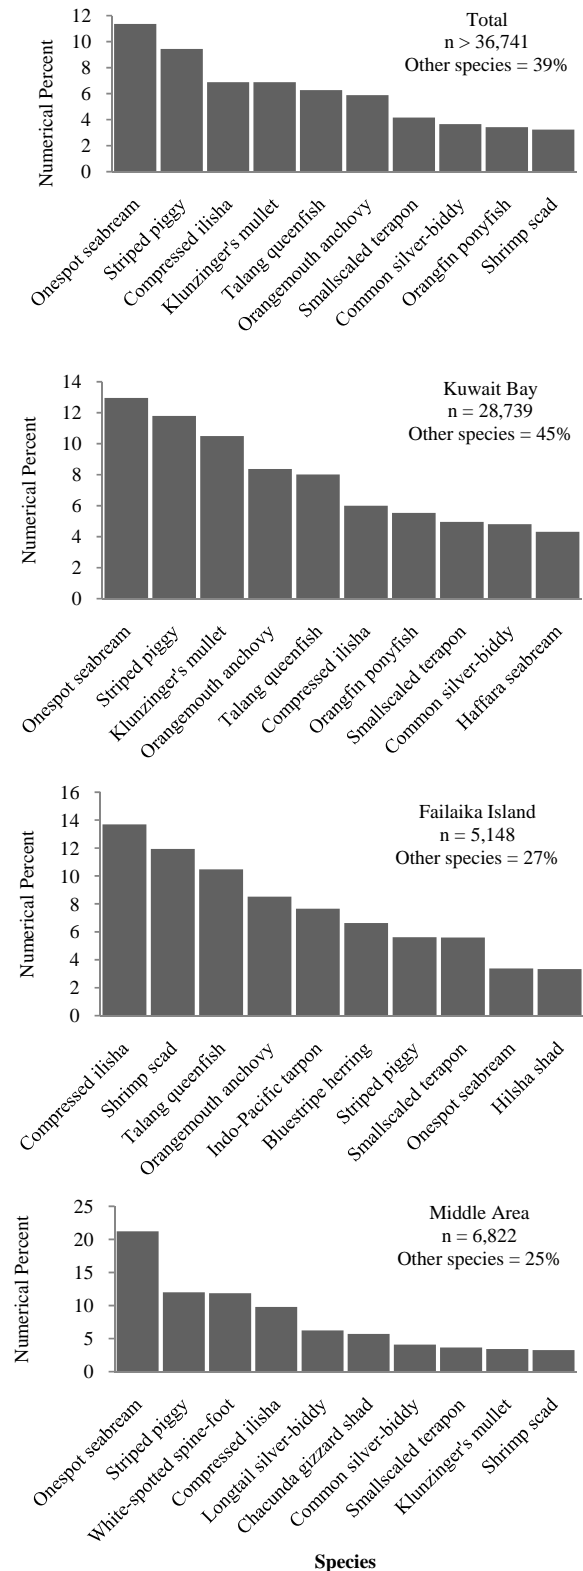 12
10
8
6
4
2
0
Numerical Percent
Total
n > 36,741
Other species = 39%
Onespot seabream
Striped piggy
Compressed ilisha
Klunzinger's mullet
Talang queenfish
Orangemouth anchovy
Smallscaled terapon
Common silver-biddy
Orangfin ponyfish
Shrimp scad
14
12
10
8
6
4
2
0
Numerical Percent
Kuwait Bay
n = 28,739
Other species = 45%
Onespot seabream
Striped piggy
Klunzinger's mullet
Orangemouth anchovy
Talang queenfish
Compressed ilisha
Orangfin ponyfish
Smallscaled terapon
Common silver-biddy
Haffara seabream
16
14
12
10
8
6
4
2
0
Numerical Percent
Failaika Island
n = 5,148
Other species = 27%
Compressed ilisha
Shrimp scad
Talang queenfish
Orangemouth anchovy
Indo-Pacific tarpon
Bluestripe herring
Striped piggy
Smallscaled terapon
Onespot seabream
Hilsha shad
25
20
15
10
5
0
Numerical Percent
Middle Area
n = 6,822
Other species = 25%
Onespot seabream
Striped piggy
White-spotted spine-foot
Compressed ilisha
Longtail silver-biddy
Chacunda gizzard shad
Common silver-biddy
Smallscaled terapon
Klunzinger's mullet
Shrimp scad
Species